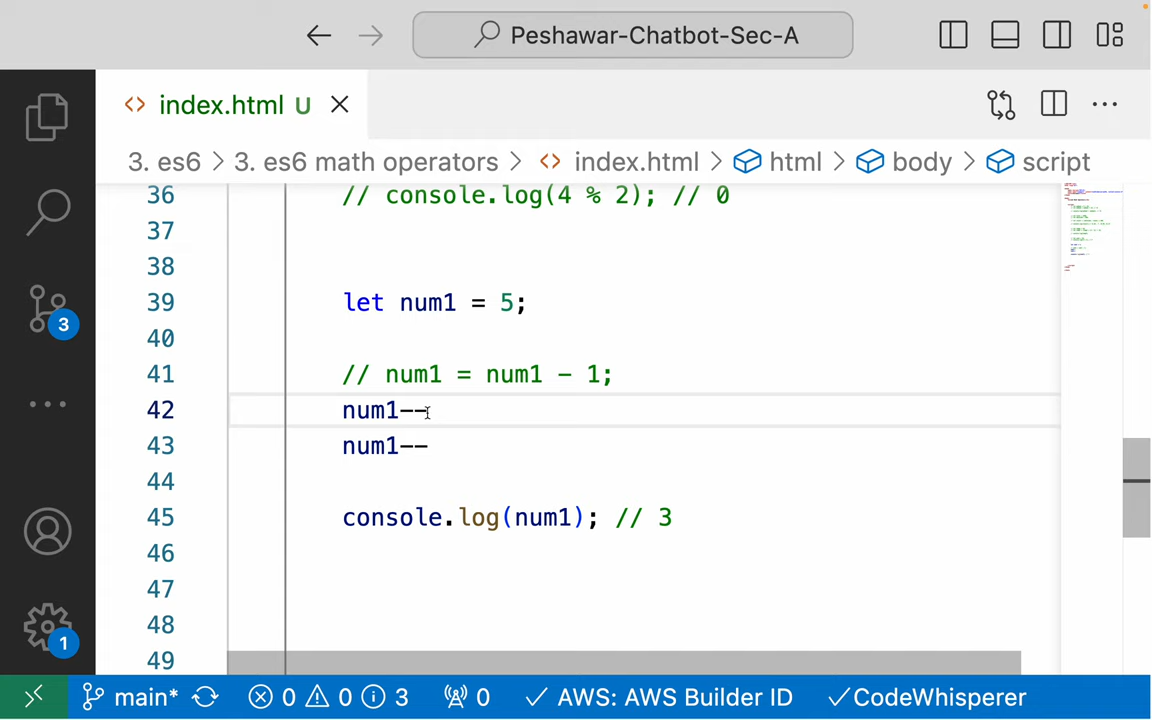 Peshawar-Chatbot-Sec-A
index.html U
3. es6 > 3. es6 math operators > index.html > html > body > script
36 // console.log(4 % 2); // 0
37
38
39 let num1 = 5;
40
41 // num1 = num1 - 1;
42 num1--
43 num1--
44
45 console.log(num1); // 3
46
47
48
49
3
1
main* 0 0 3 0 AWS: AWS Builder ID CodeWhisperer